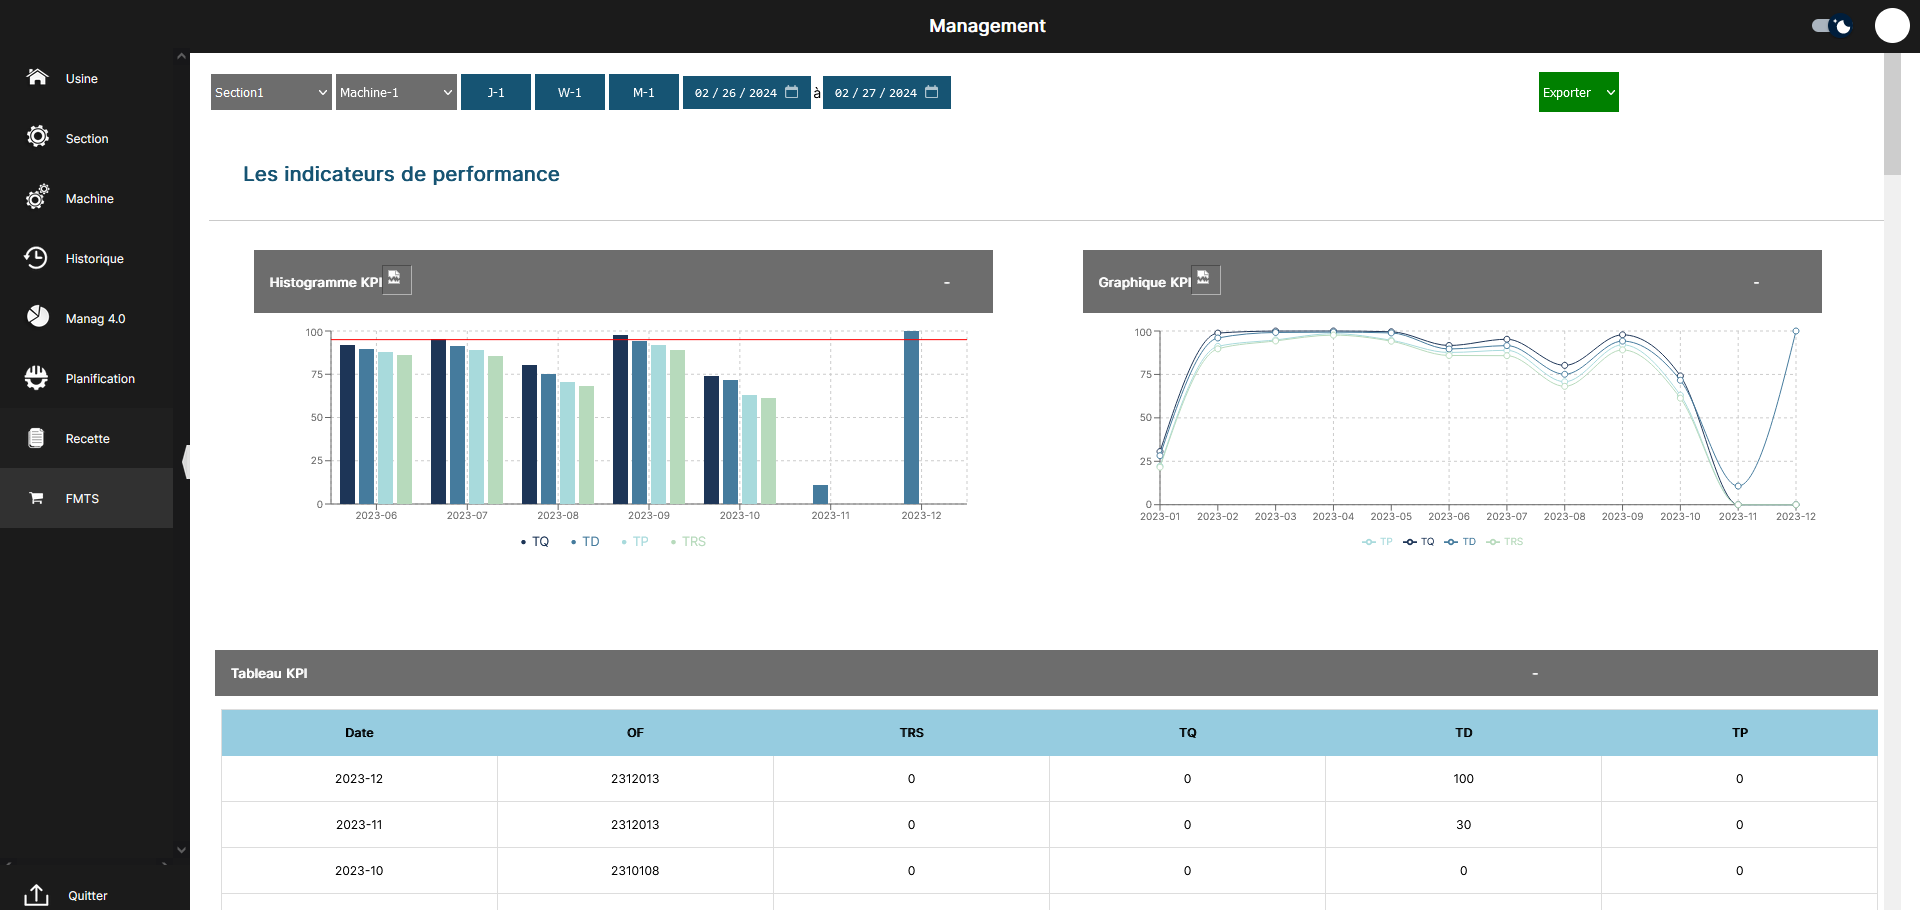 Management
Usine
Section
Machine
Historique
Manag 4.0
Planification
Recette
FMTS
Quitter
Section1 Machine-1 J-1 W-1 M-1 02/26/2024 à 02/27/2024 Exporter
Les indicateurs de performance
Histogramme KPI -
100
75
50
25
0
2023-06 2023-07 2023-08 2023-09 2023-10 2023-11 2023-12
TQ TD TP TRS
Graphique KPI -
100
75
50
25
0
2023-01 2023-02 2023-03 2023-04 2023-05 2023-06 2023-07 2023-08 2023-09 2023-10 2023-11 2023-12
TP TQ TD TRS
Tableau KPI -
Date OF TRS TQ TD TP
2023-12 2312013 0 0 100 0
2023-11 2312013 0 0 30 0
2023-10 2310108 0 0 0 0